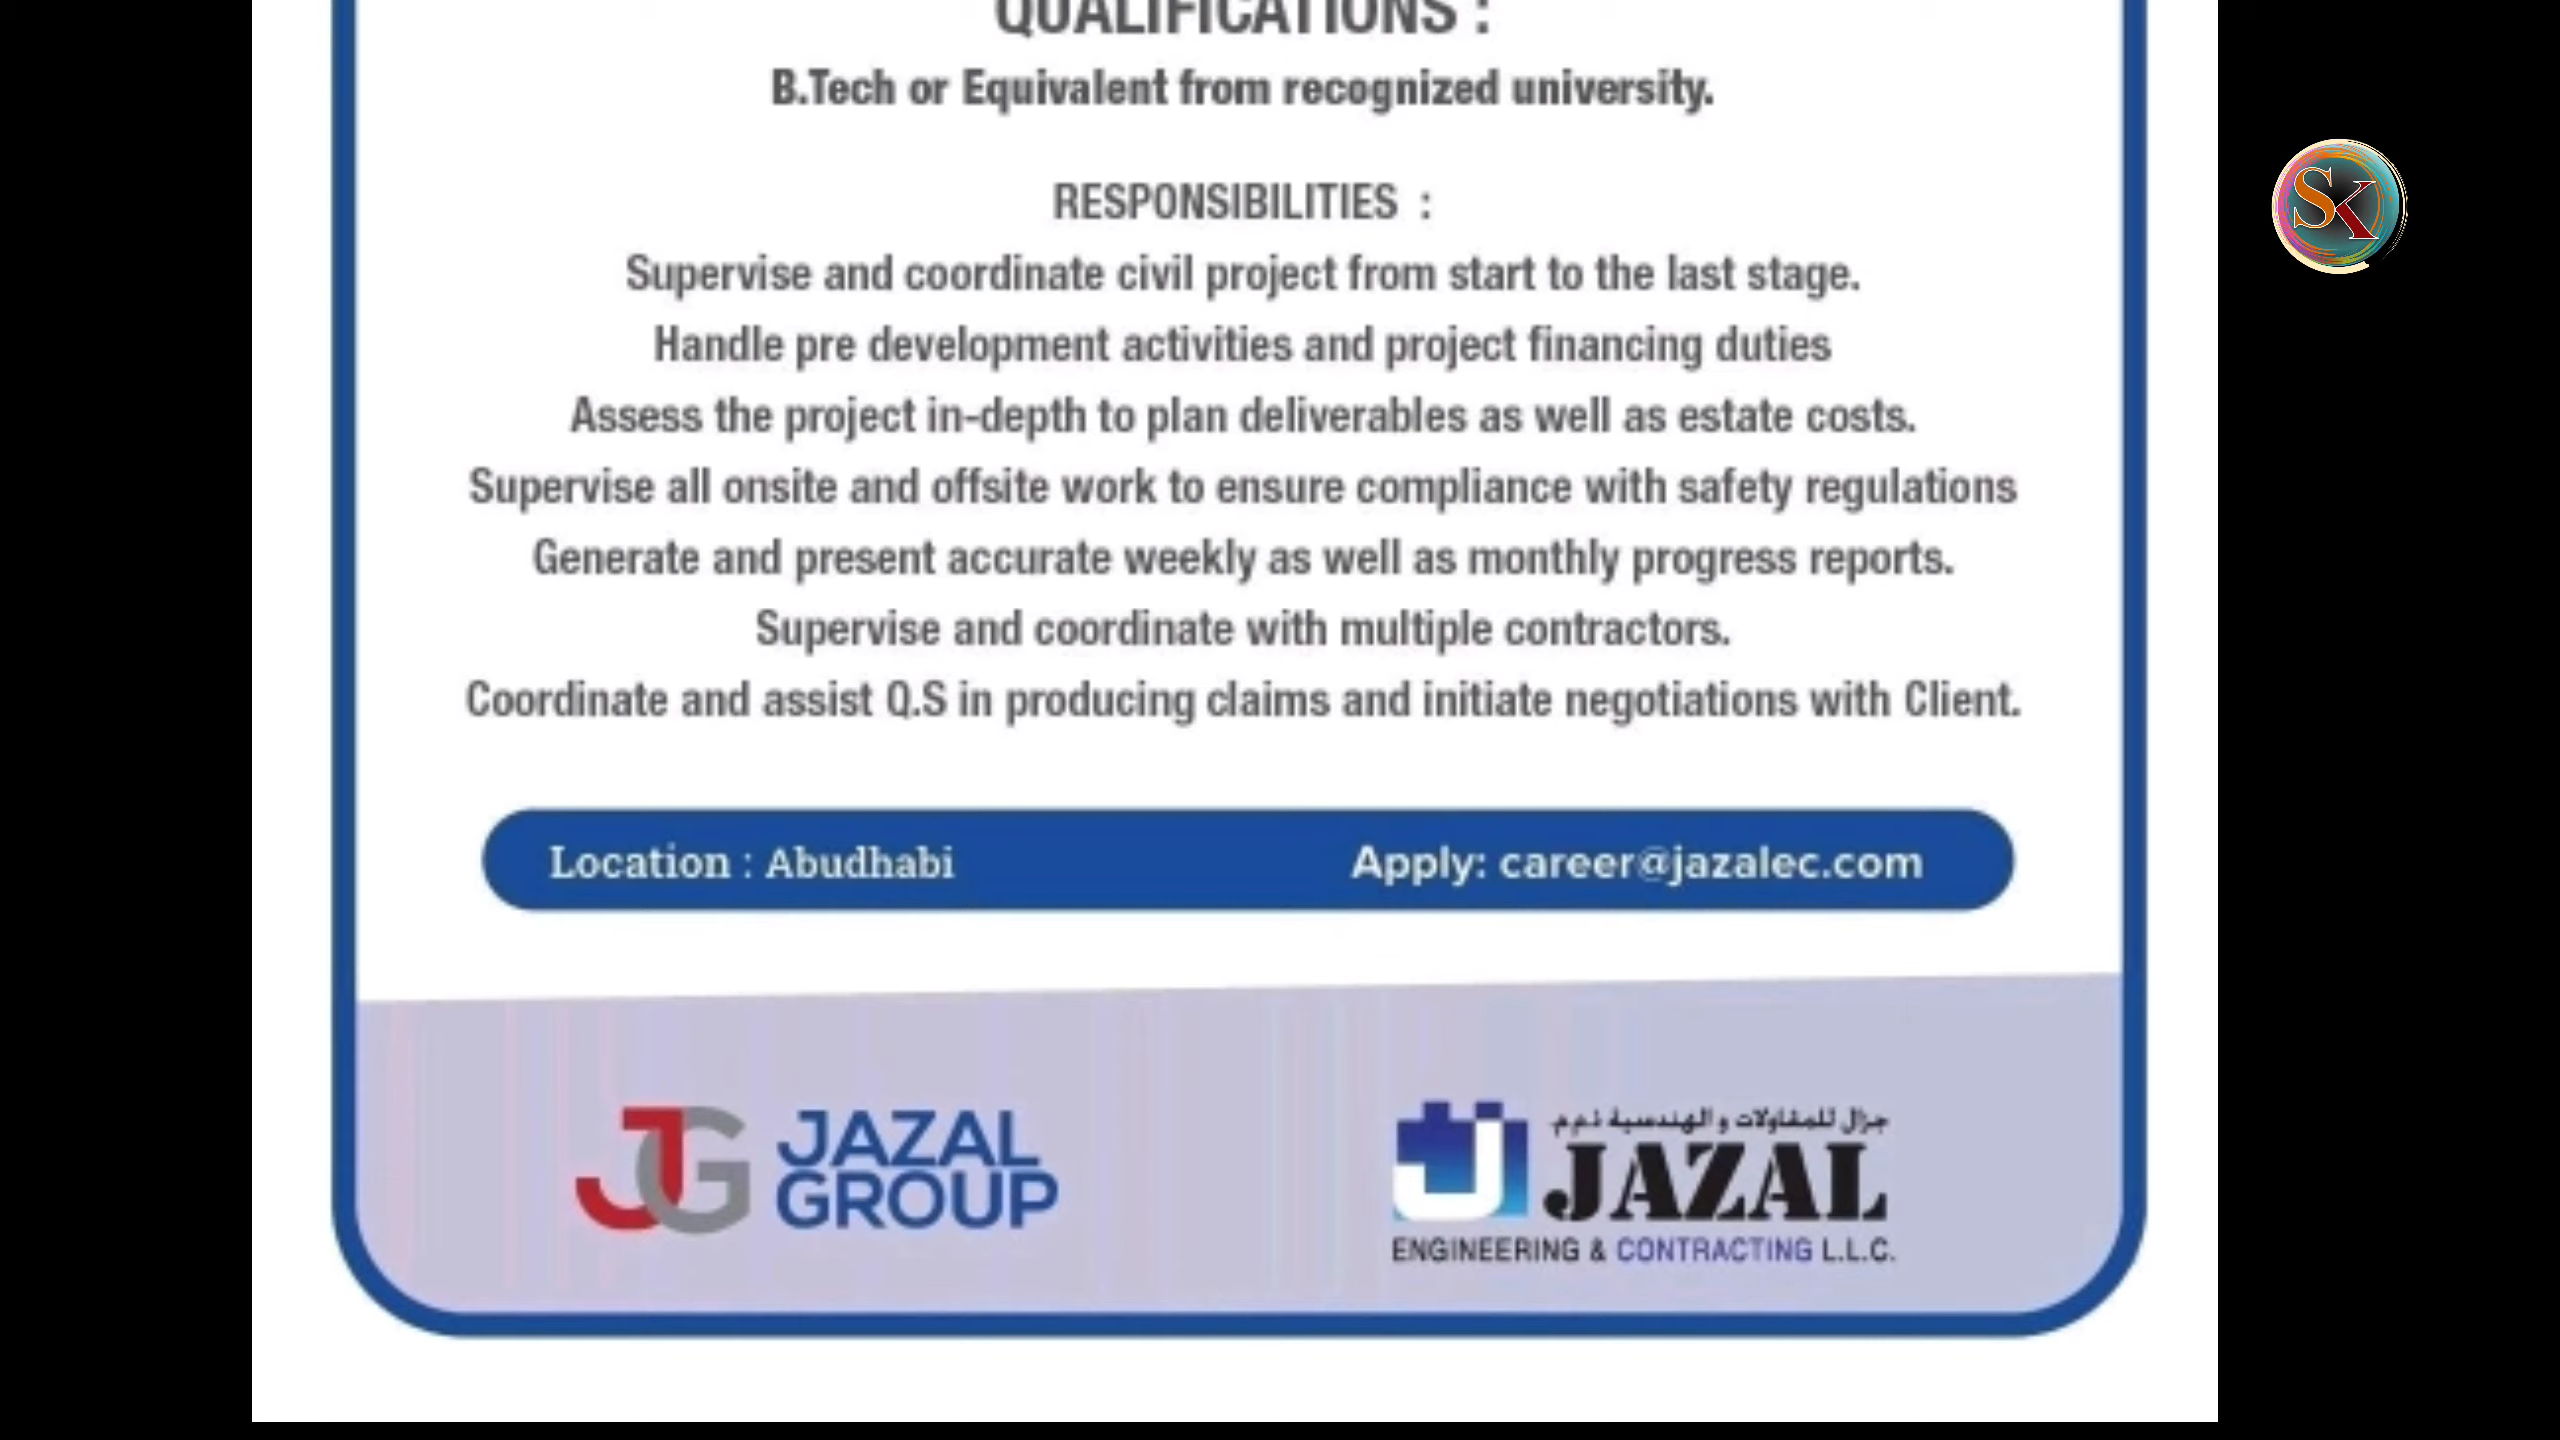 QUALIFICATIONS :
B.Tech or Equivalent from recognized university.
RESPONSIBILITIES :
Supervise and coordinate civil project from start to the last stage.
Handle pre development activities and project financing duties
Assess the project in-depth to plan deliverables as well as estate costs.
Supervise all onsite and offsite work to ensure compliance with safety regulations
Generate and present accurate weekly as well as monthly progress reports.
Supervise and coordinate with multiple contractors.
Coordinate and assist Q.S in producing claims and initiate negotiations with Client.
Location : Abudhabi
Apply: career@jazalec.com
SK
JG JAZAL
GROUP
جزال للمقاولات و الهندسية ذ.م.م.
JAZAL
ENGINEERING & CONTRACTING L.L.C.